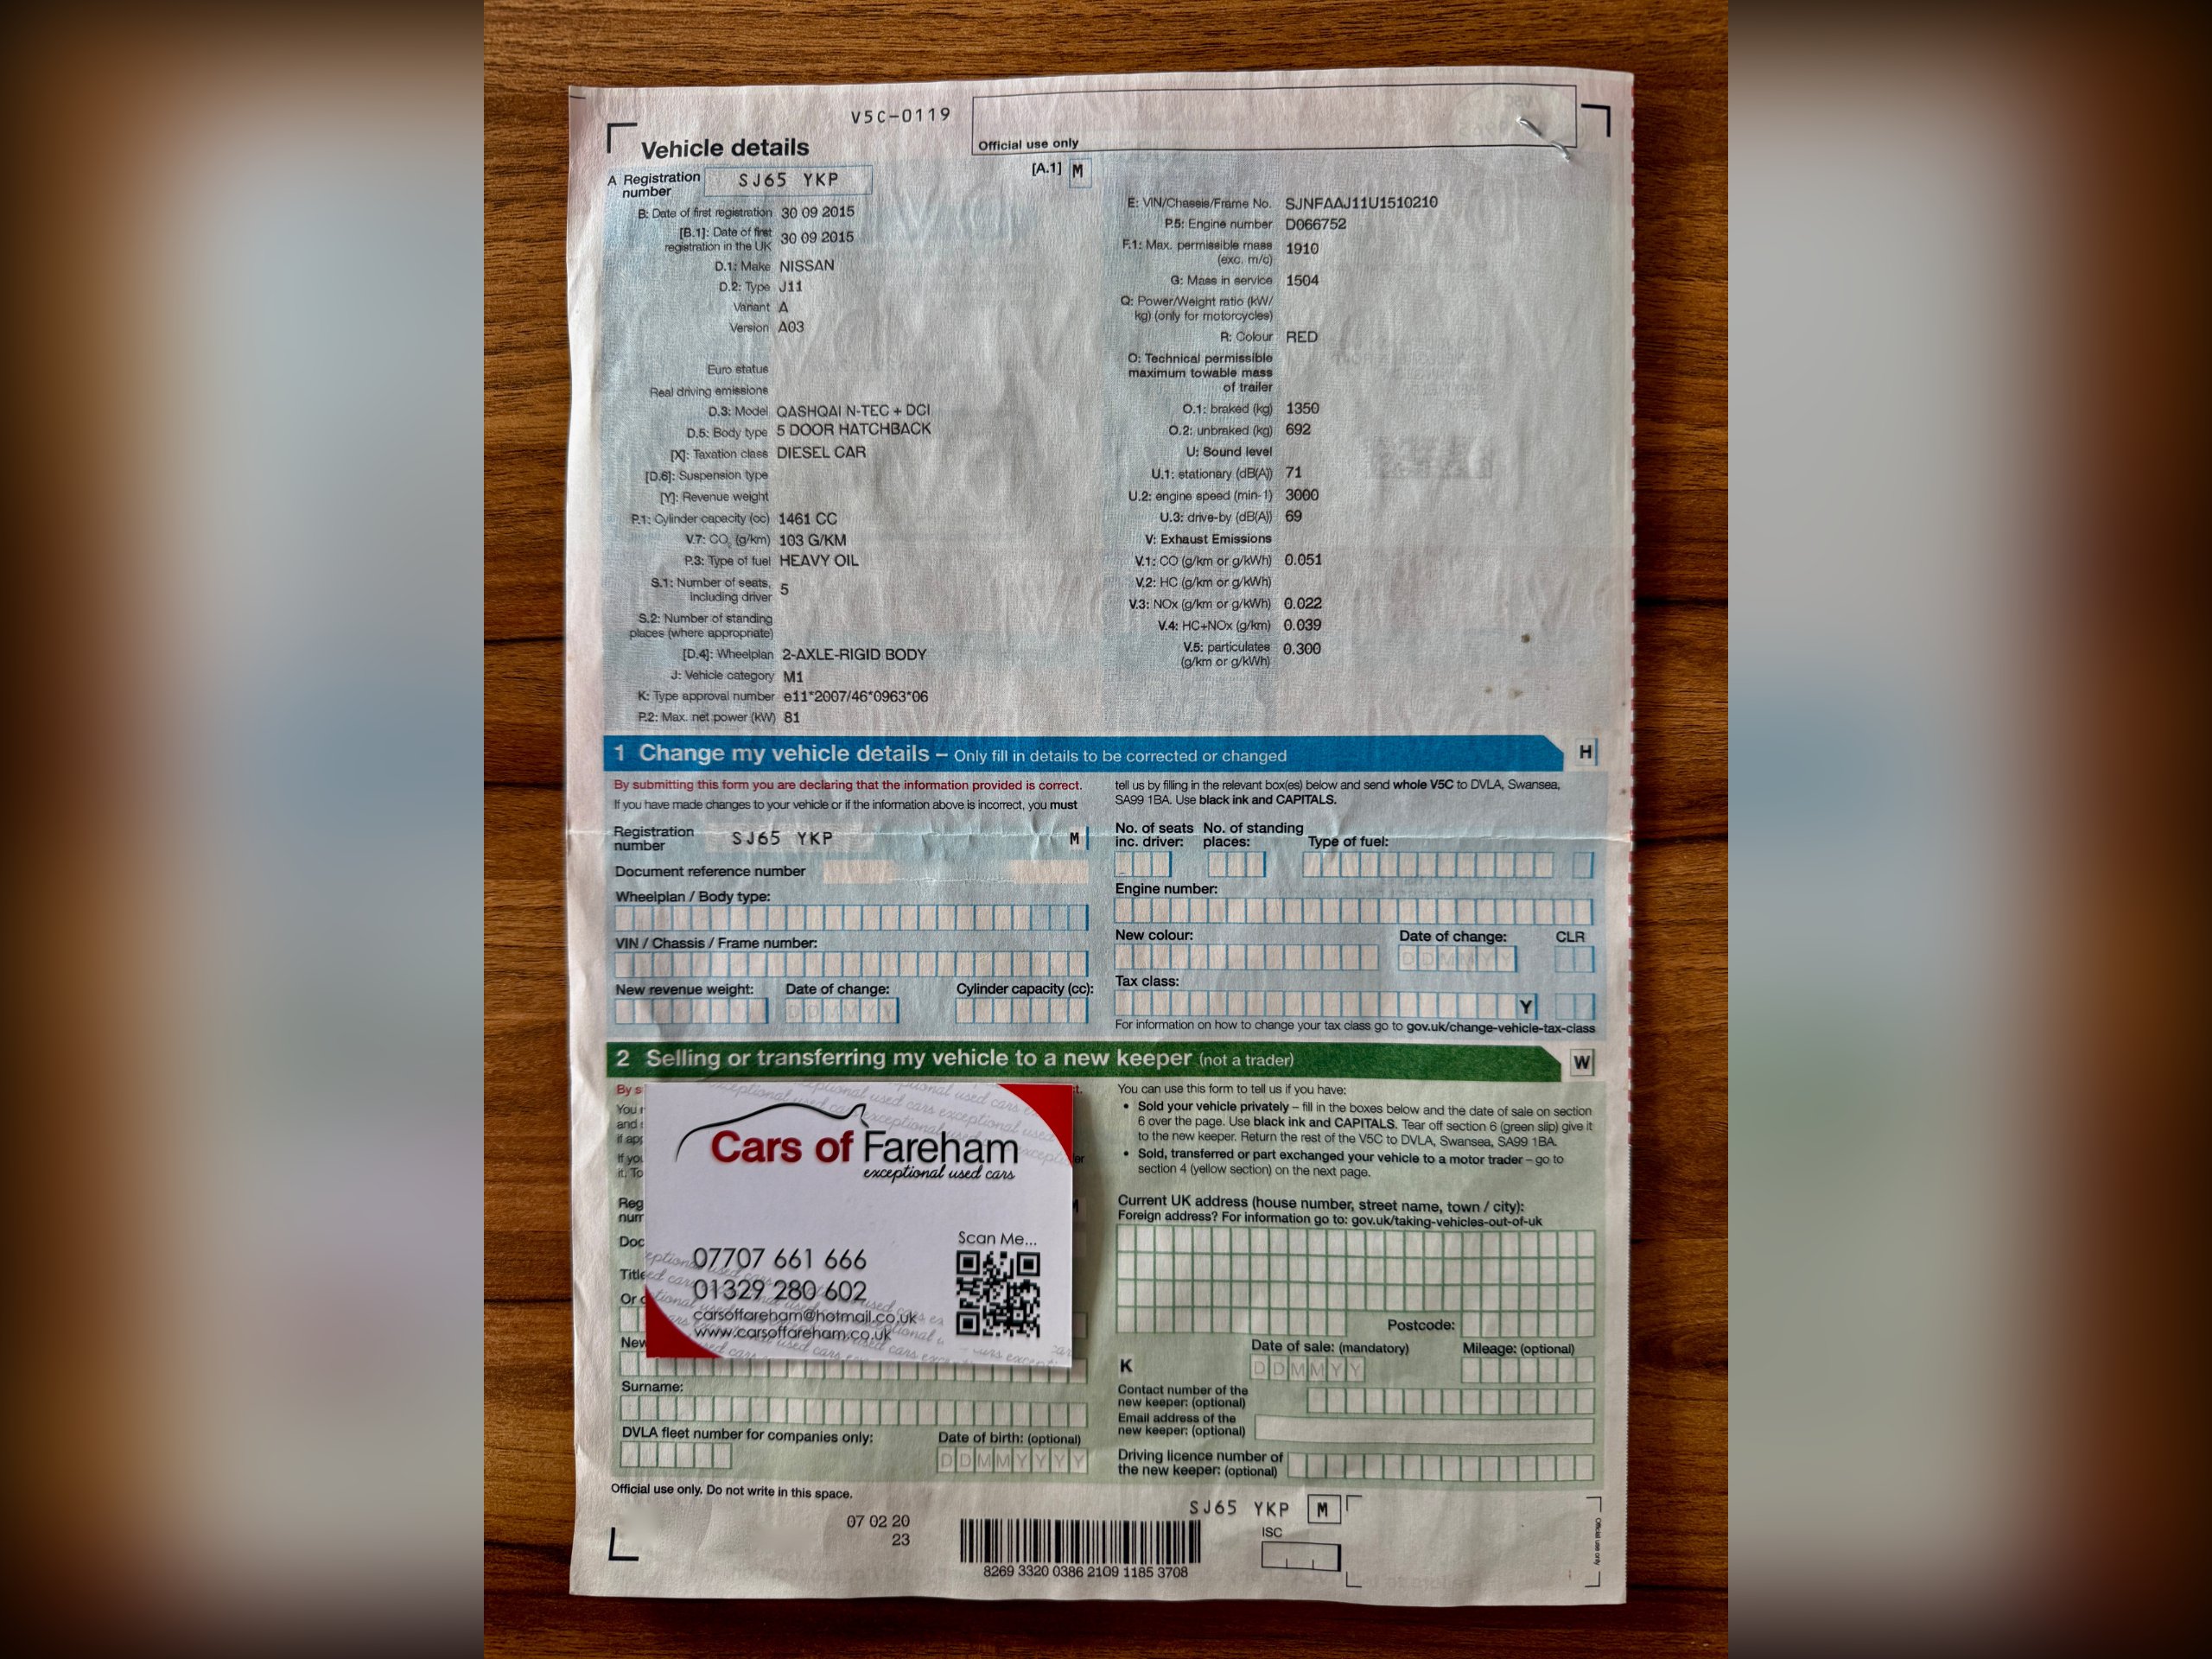 V5C-0119
Official use only
Vehicle details
A Registration number SJ65 YKP
[A.1] M
B: Date of first registration 30 09 2015
[B.1]: Date of first registration in the UK 30 09 2015
D.1: Make NISSAN
D.2: Type J11
Variant A
Version A03
Euro status
Real driving emissions
D.3: Model QASHQAI N-TEC + DCI
D.5: Body type 5 DOOR HATCHBACK
[X]: Taxation class DIESEL CAR
[D.6]: Suspension type
[Y]: Revenue weight
P.1: Cylinder capacity (cc) 1461 CC
V.7: CO2 (g/km) 103 G/KM
P.3: Type of fuel HEAVY OIL
S.1: Number of seats, including driver 5
S.2: Number of standing places (where appropriate)
[D.4]: Wheelplan 2-AXLE-RIGID BODY
J: Vehicle category M1
K: Type approval number e11*2007/46*0963*06
P.2: Max. net power (kW) 81
E: VIN/Chassis/Frame No. SJNFAAJ11U1510210
P.5: Engine number D066752
F.1: Max. permissible mass (exc. m/c) 1910
G: Mass in service 1504
Q: Power/Weight ratio (kW/kg) (only for motorcycles)
R: Colour RED
O: Technical permissible maximum towable mass of trailer
O.1: braked (kg) 1350
O.2: unbraked (kg) 692
U: Sound level
U.1: stationary (dB(A)) 71
U.2: engine speed (min-1) 3000
U.3: drive-by (dB(A)) 69
V: Exhaust Emissions
V.1: CO (g/km or g/kWh) 0.051
V.2: HC (g/km or g/kWh)
V.3: NOx (g/km or g/kWh) 0.022
V.4: HC+NOx (g/km) 0.039
V.5: particulates (g/km or g/kWh) 0.300
1 Change my vehicle details – Only fill in details to be corrected or changed H
By submitting this form you are declaring that the information provided is correct.
If you have made changes to your vehicle or if the information above is incorrect, you must
tell us by filling in the relevant box(es) below and send whole V5C to DVLA, Swansea,
SA99 1BA. Use black ink and CAPITALS.
Registration number SJ65 YKP M
Document reference number
Wheelplan / Body type:
VIN / Chassis / Frame number:
New revenue weight: Date of change: Cylinder capacity (cc):
DDMMYY
No. of seats inc. driver: No. of standing places: Type of fuel:
Engine number:
New colour: Date of change: CLR
DDMMYY
Tax class:
Y
For information on how to change your tax class go to gov.uk/change-vehicle-tax-class
2 Selling or transferring my vehicle to a new keeper (not a trader) W
By s
You
and
if
If you
it. To
Reg
num
Doc
Title
Or
New
Cars of Fareham
exceptional used cars
Scan Me...
07707 661 666
01329 280 602
carsoffareham@hotmail.co.uk
www.carsoffareham.co.uk
Surname:
DVLA fleet number for companies only: Date of birth: (optional)
DDMMYYYY
You can use this form to tell us if you have:
• Sold your vehicle privately – fill in the boxes below and the date of sale on section
6 over the page. Use black ink and CAPITALS. Tear off section 6 (green slip) give it
to the new keeper. Return the rest of the V5C to DVLA, Swansea, SA99 1BA.
• Sold, transferred or part exchanged your vehicle to a motor trader – go to
section 4 (yellow section) on the next page.
Current UK address (house number, street name, town / city):
Foreign address? For information go to: gov.uk/taking-vehicles-out-of-uk
Postcode:
K Date of sale: (mandatory) Mileage: (optional)
DDMMYY
Contact number of the new keeper: (optional)
Email address of the new keeper: (optional)
Driving licence number of the new keeper: (optional)
Official use only. Do not write in this space.
07 02 20
23
8269 3320 0386 2109 1185 3708
SJ65 YKP M
ISC
Official use only